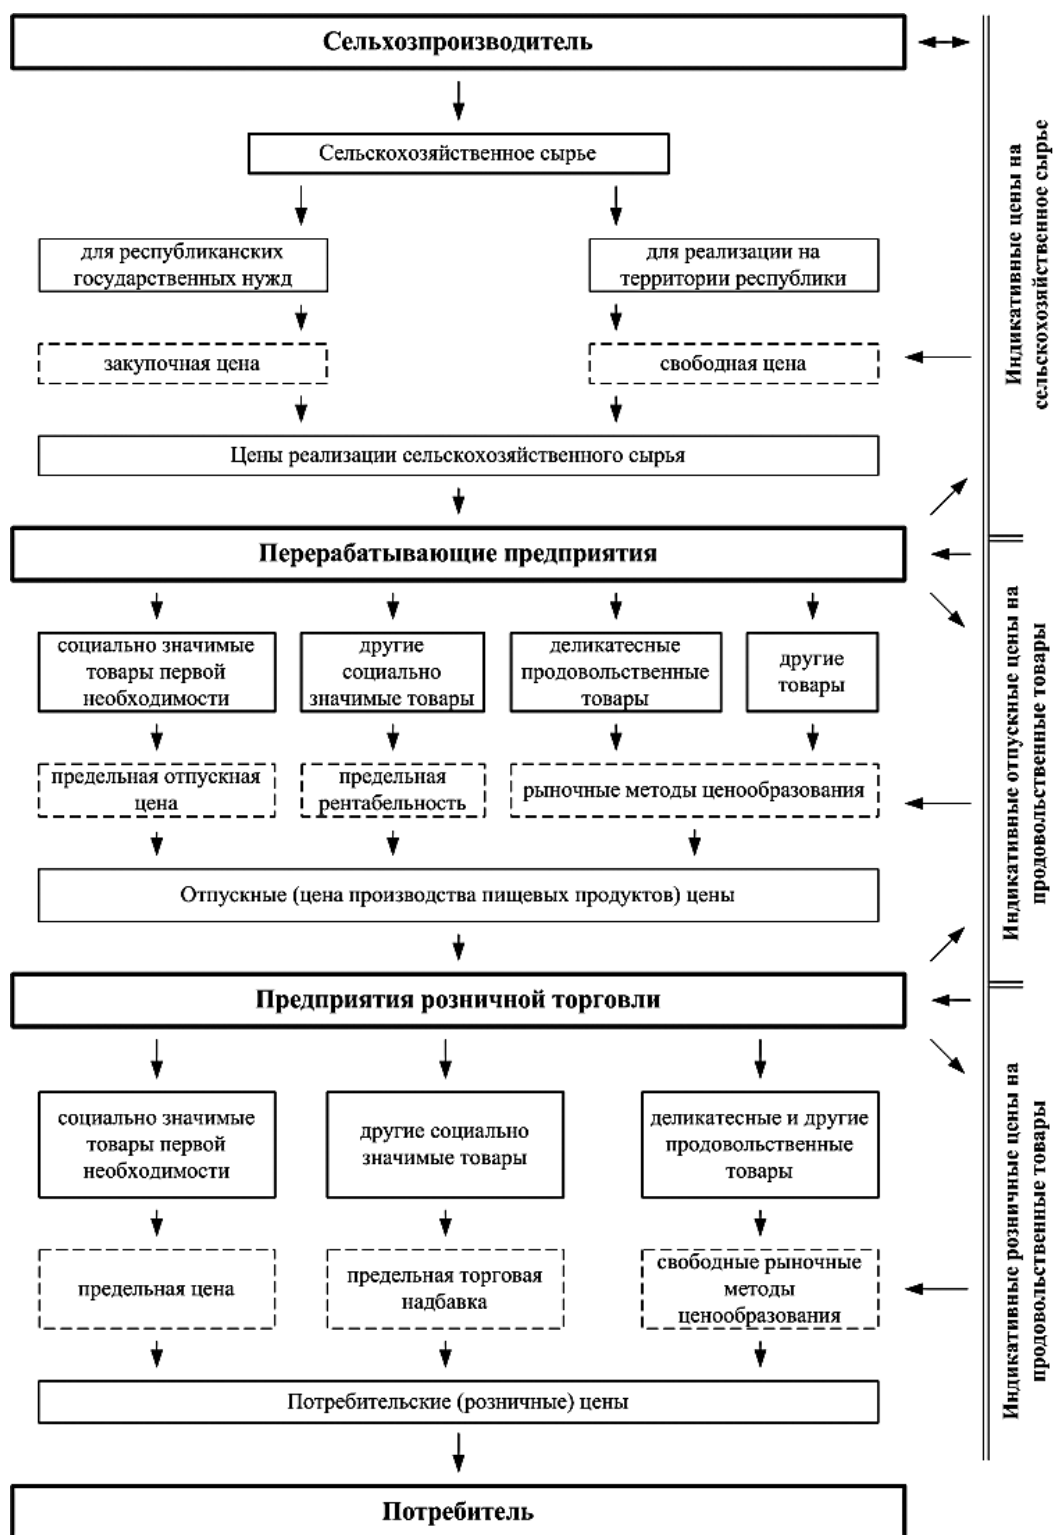 Сельхозпроизводитель
Сельскохозяйственное сырье
для республиканских
государственных нужд
для реализации на
территории республики
закупочная цена
свободная цена
Цены реализации сельскохозяйственного сырья
Индикативные цены на
сельскохозяйственное сырье
Перерабатывающие предприятия
социально значимые
товары первой
необходимости
другие
социально
значимые товары
деликатесные
продовольственные
товары
другие
товары
предельная отпускная
цена
предельная
рентабельность
рыночные методы ценообразования
Отпускные (цена производства пищевых продуктов) цены
Индикативные отпускные цены на
продовольственные товары
Предприятия розничной торговли
социально значимые
товары первой
необходимости
другие социально
значимые товары
деликатесные и другие
продовольственные
товары
предельная цена
предельная торговая
надбавка
свободные рыночные
методы
ценообразования
Потребительские (розничные) цены
Индикативные розничные цены на
продовольственные товары
Потребитель